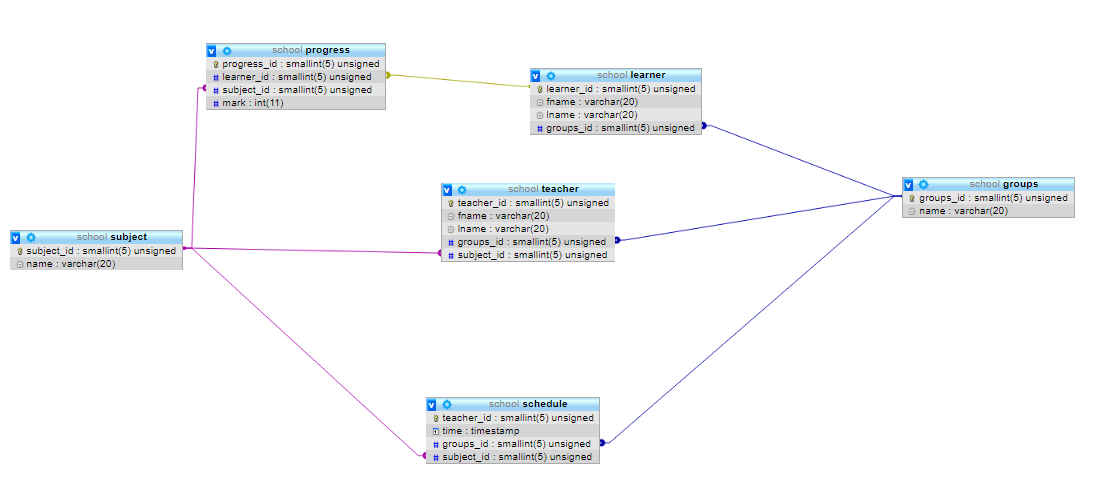 school progress
progress_id : smallint(5) unsigned
learner_id : smallint(5) unsigned
subject_id : smallint(5) unsigned
mark : int(11)
school learner
learner_id : smallint(5) unsigned
fname : varchar(20)
lname : varchar(20)
groups_id : smallint(5) unsigned
school teacher
teacher_id : smallint(5) unsigned
fname : varchar(20)
lname : varchar(20)
groups_id : smallint(5) unsigned
subject_id : smallint(5) unsigned
school groups
groups_id : smallint(5) unsigned
name : varchar(20)
school subject
subject_id : smallint(5) unsigned
name : varchar(20)
school schedule
teacher_id : smallint(5) unsigned
time : timestamp
groups_id : smallint(5) unsigned
subject_id : smallint(5) unsigned